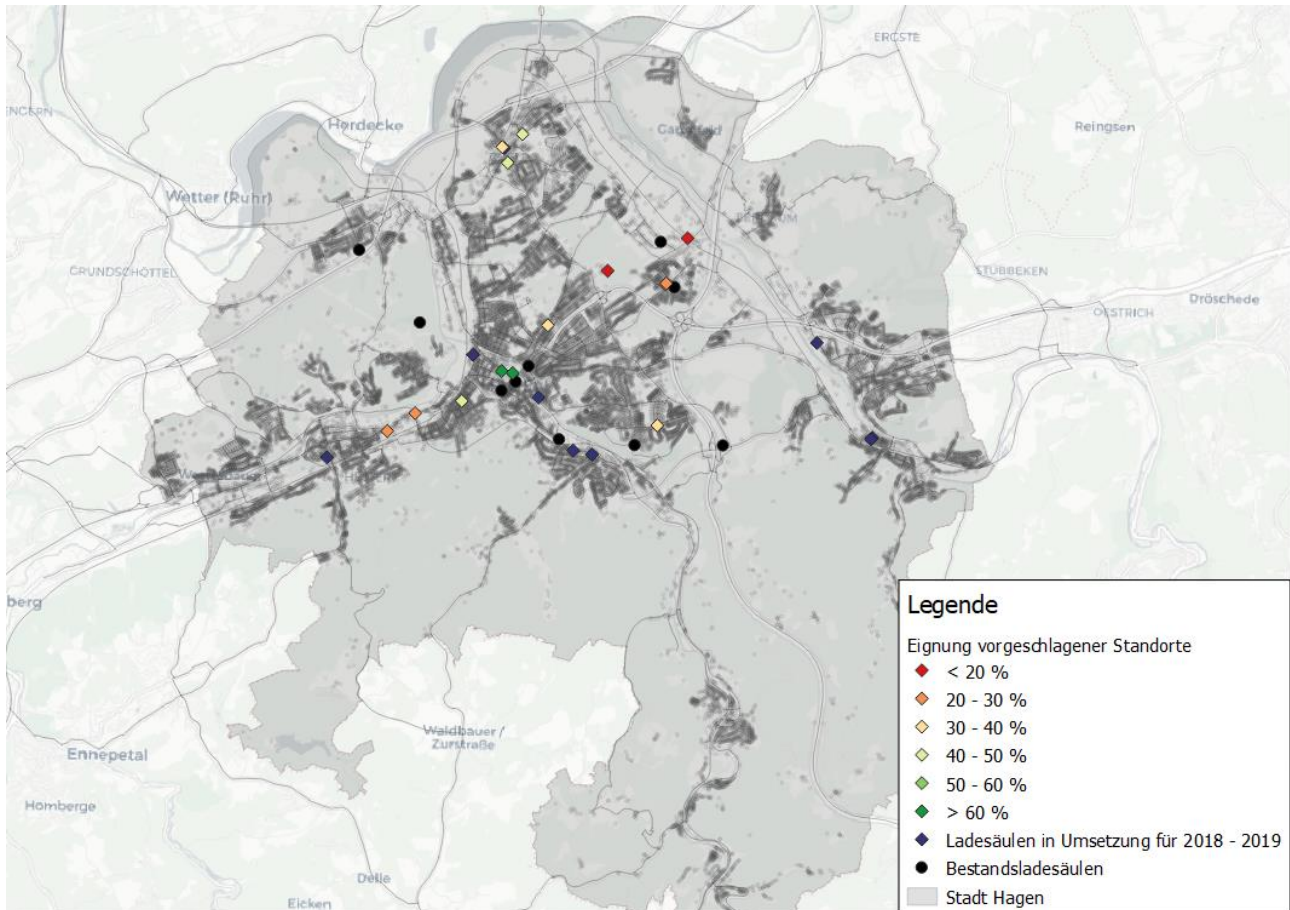 ERGSTE
Herdecke
Reingsen
Wetter (Ruhr)
GRUNDSCHÖTTEL
STÜBBEKEN
Dröschede
OESTRICH
berg
Waldbauer /
Zurstraße
Ennepetal
Homberge
Delle
Eicken
Legende
Eignung vorgeschlagener Standorte
< 20 %
20 - 30 %
30 - 40 %
40 - 50 %
50 - 60 %
> 60 %
Ladesäulen in Umsetzung für 2018 - 2019
Bestandsladesäulen
Stadt Hagen